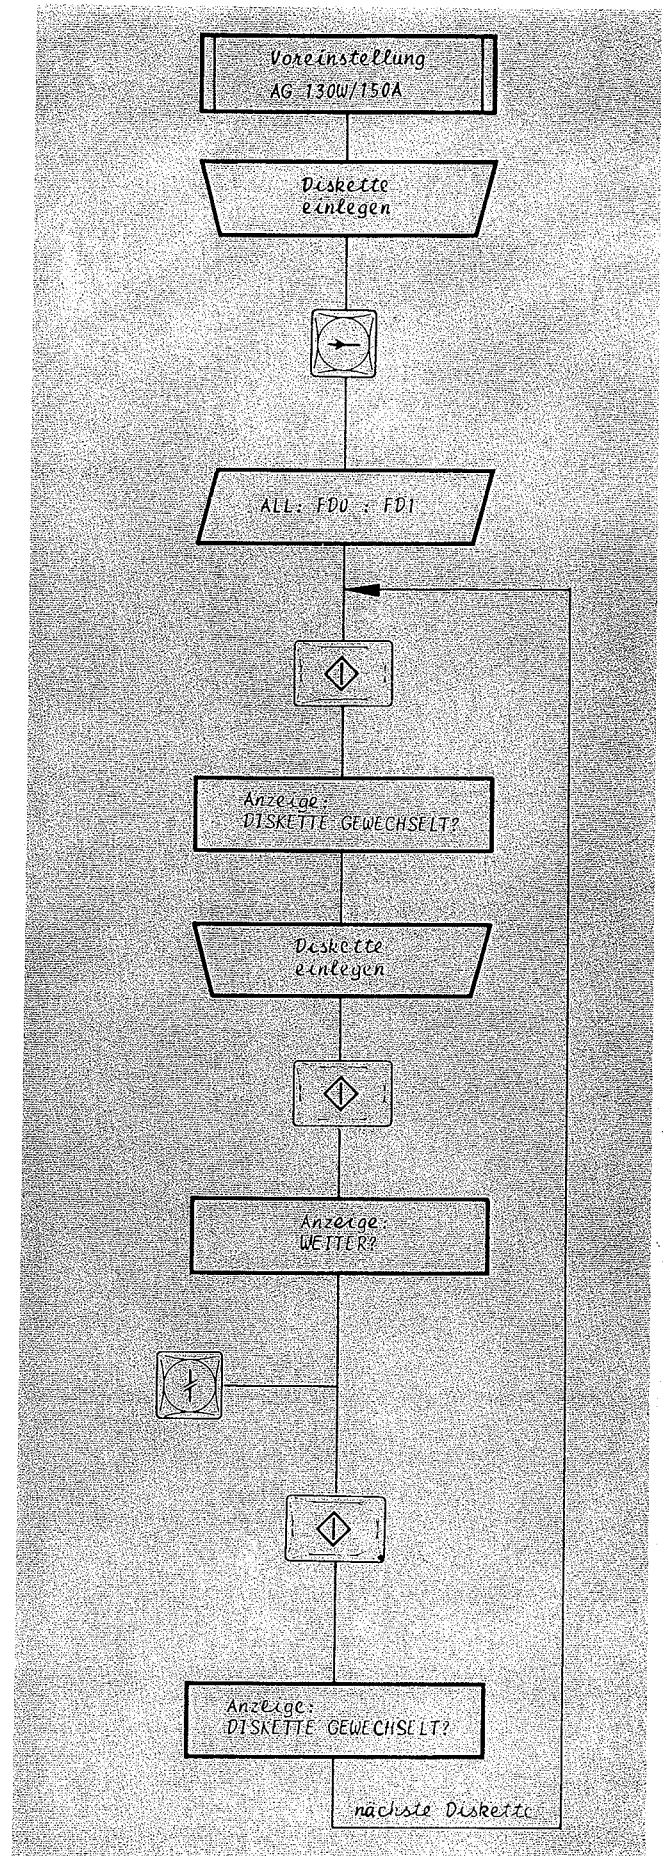 Voreinstellung
AG 130W/150A
Diskette
einlegen
ALL: FD0 : FD1
Anzeige:
DISKETTE GEWECHSELT?
Diskette
einlegen
Anzeige:
WEITER?
Anzeige:
DISKETTE GEWECHSELT?
nächste Diskette